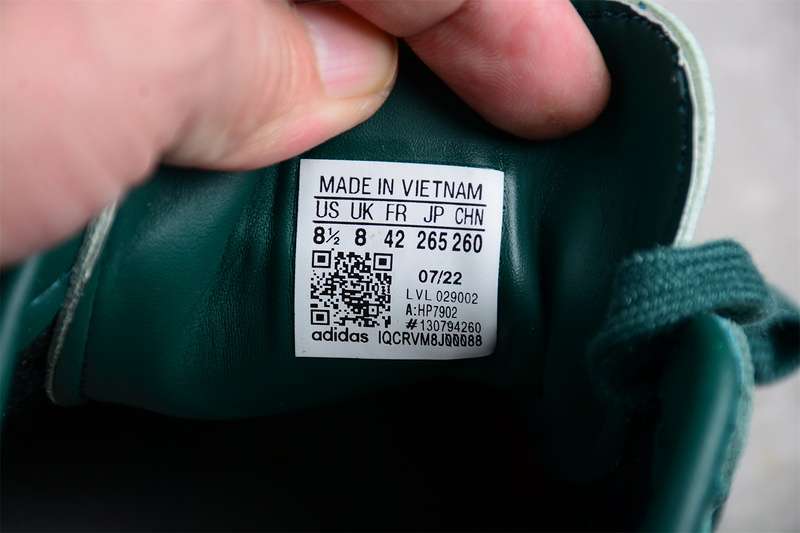 MADE IN VIETNAM
US UK FR JP CHN
8½ 8 42 265 260
07/22
LVL 029002
A:HP7902
#130794260
adidas IQCRVM8J00088